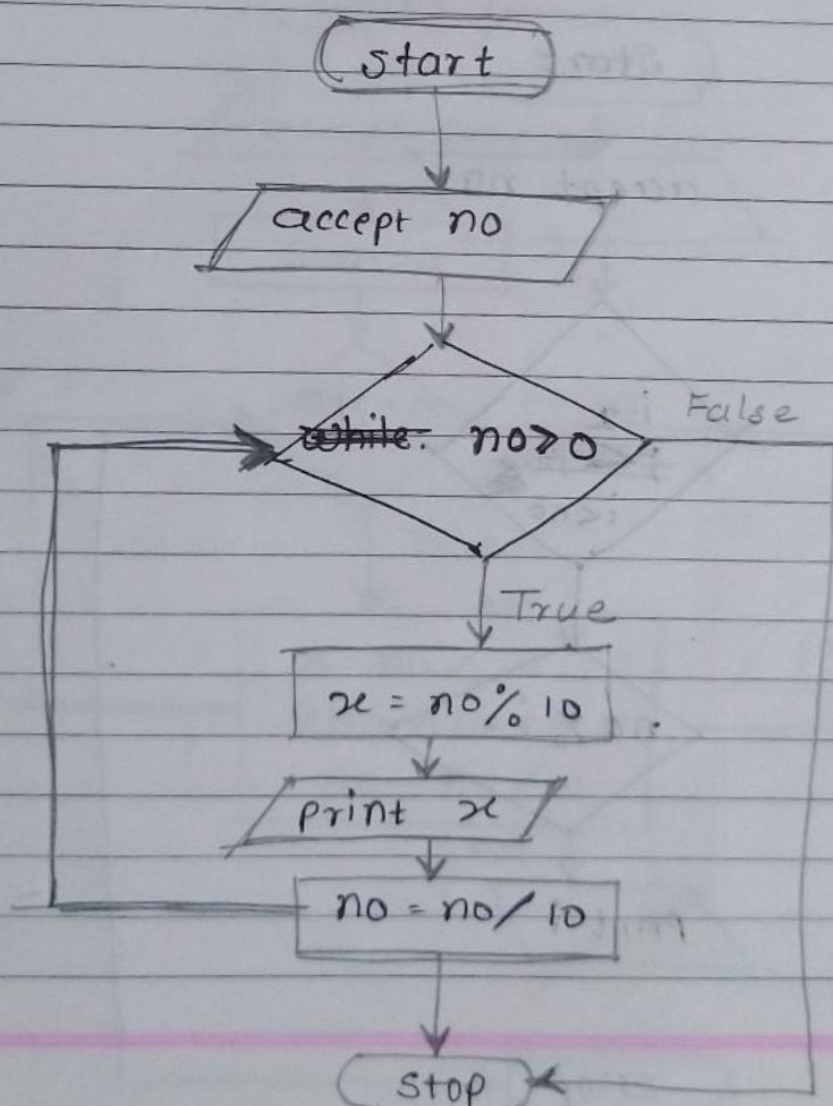 start
accept no
while: no>0
False
True
x = no% 10
print x
no = no/ 10
stop